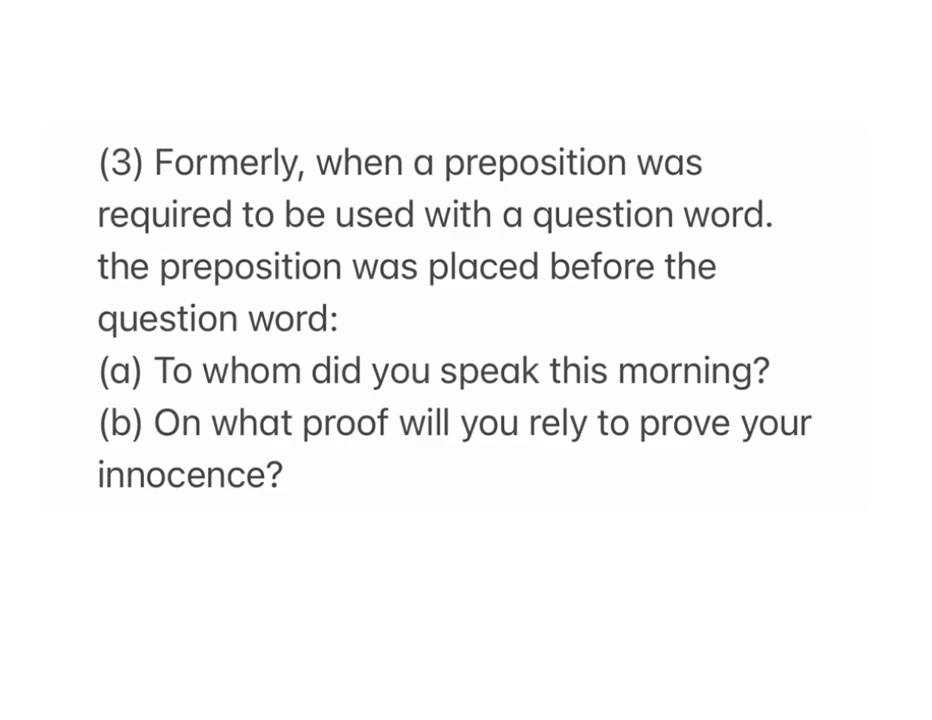 (3) Formerly, when a preposition was
required to be used with a question word.
the preposition was placed before the
question word:
(a) To whom did you speak this morning?
(b) On what proof will you rely to prove your
innocence?